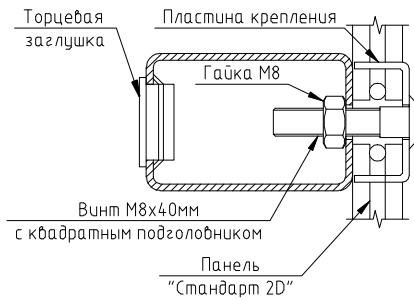 Торцевая
заглушка
Пластина крепления
Гайка М8
Винт М8х40мм
с квадратным подголовником
Панель
"Стандарт 2D"